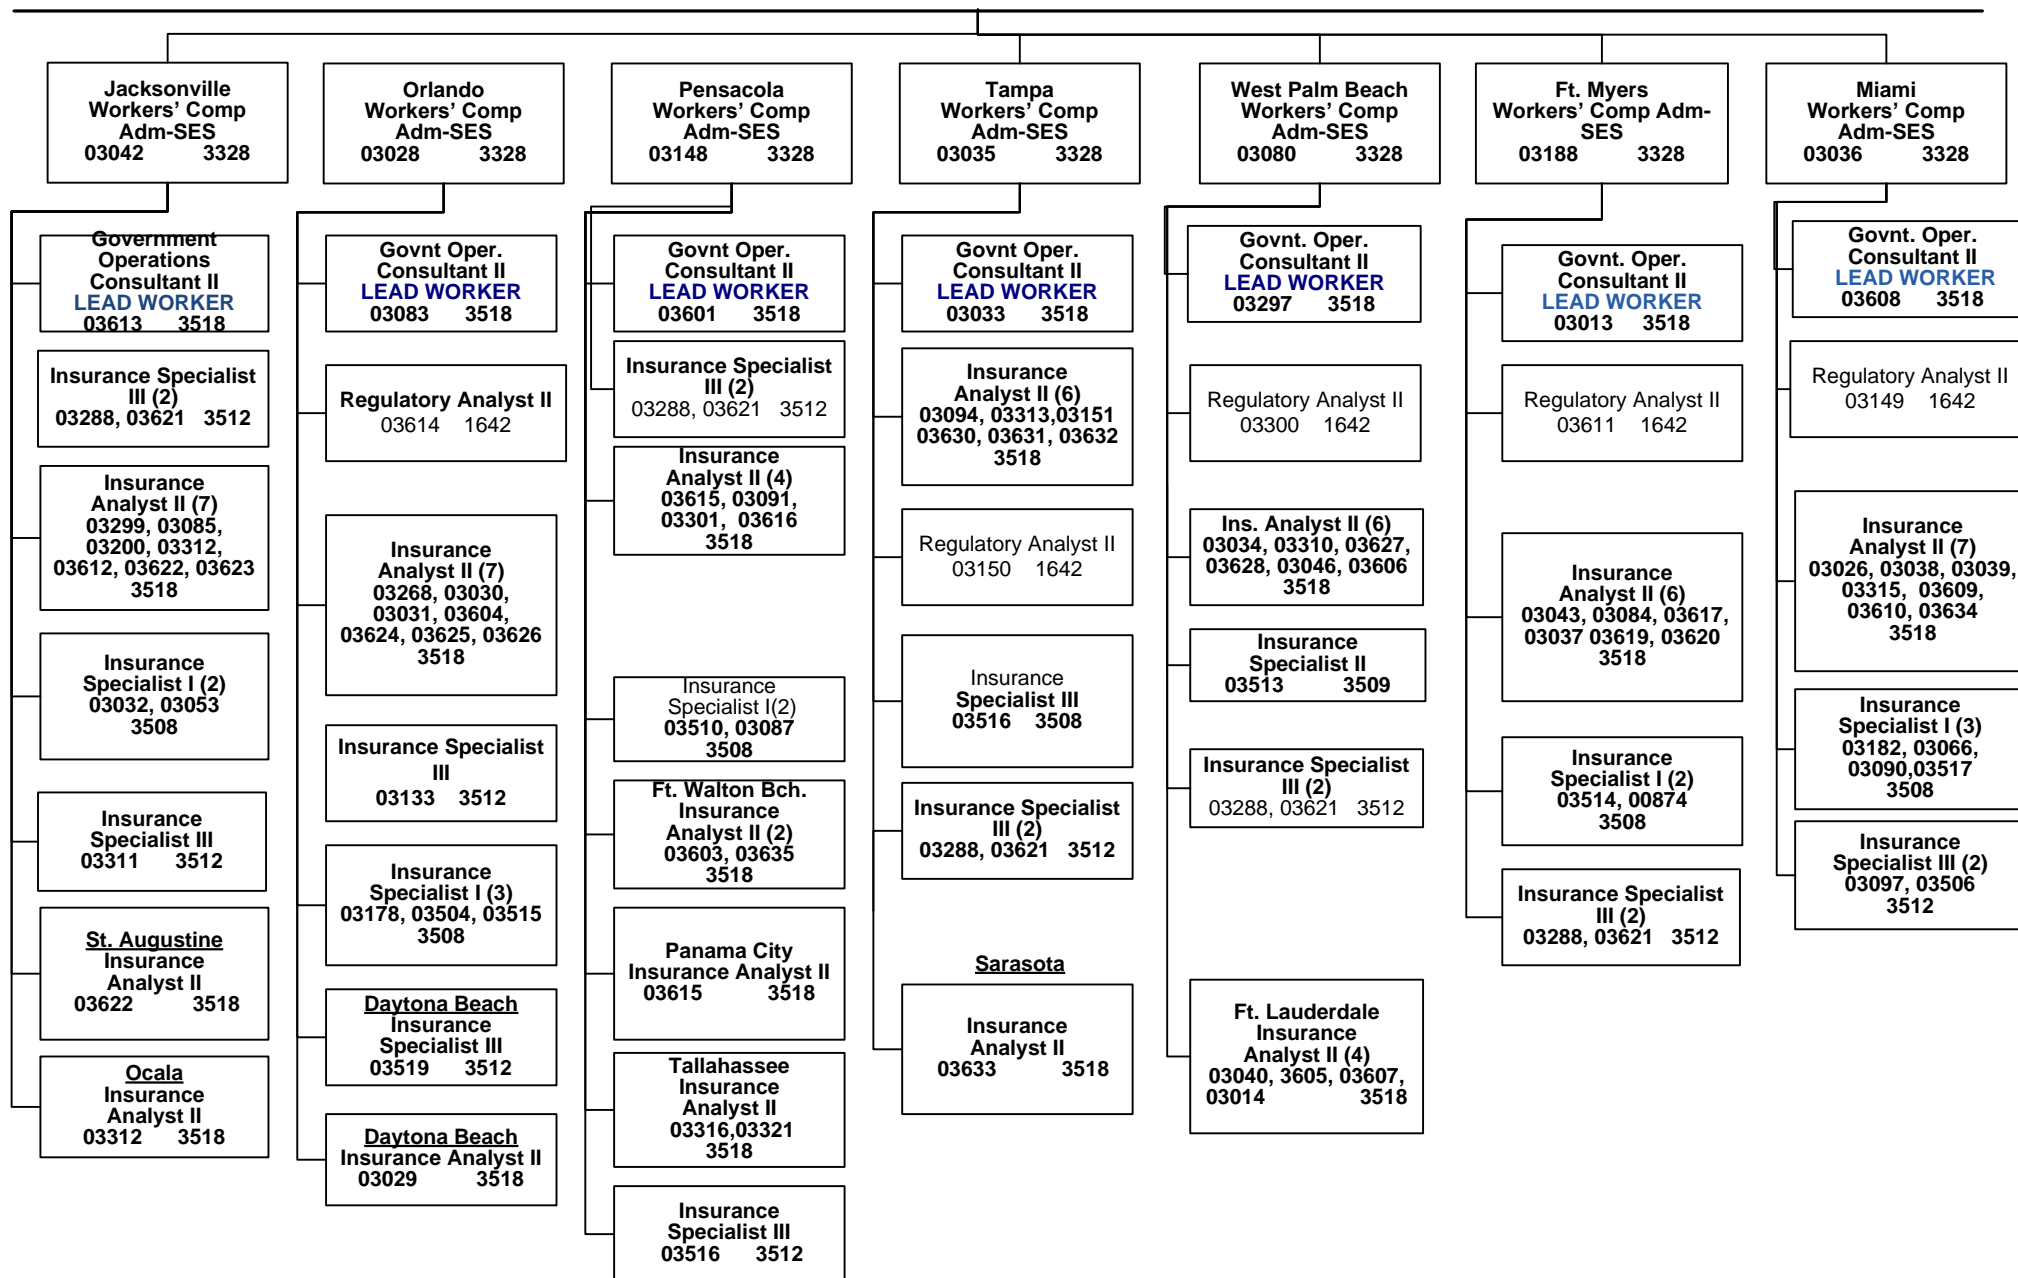 Jacksonville
Workers' Comp
Adm-SES
03042 3328
Orlando
Workers' Comp
Adm-SES
03028 3328
Pensacola
Workers' Comp
Adm-SES
03148 3328
Tampa
Workers' Comp
Adm-SES
03035 3328
West Palm Beach
Workers' Comp
Adm-SES
03080 3328
Ft. Myers
Workers' Comp Adm-
SES
03188 3328
Miami
Workers' Comp
Adm-SES
03036 3328
Government
Operations
Consultant II
LEAD WORKER
03613 3518
Insurance Specialist
III (2)
03288, 03621 3512
Insurance
Analyst II (7)
03299, 03085,
03200, 03312,
03612, 03622, 03623
3518
Insurance
Specialist I (2)
03032, 03053
3508
Insurance
Specialist III
03311 3512
St. Augustine
Insurance
Analyst II
03622 3518
Ocala
Insurance
Analyst II
03312 3518
Govnt Oper.
Consultant II
LEAD WORKER
03083 3518
Regulatory Analyst II
03614 1642
Insurance
Analyst II (7)
03268, 03030,
03031, 03604,
03624, 03625, 03626
3518
Insurance Specialist
III
03133 3512
Insurance
Specialist I (3)
03178, 03504, 03515
3508
Daytona Beach
Insurance
Specialist III
03519 3512
Daytona Beach
Insurance Analyst II
03029 3518
Govnt Oper.
Consultant II
LEAD WORKER
03601 3518
Insurance Specialist
III (2)
03288, 03621 3512
Insurance
Analyst II (4)
03615, 03091,
03301, 03616
3518
Insurance
Specialist I(2)
03510, 03087
3508
Ft. Walton Bch.
Insurance
Analyst II (2)
03603, 03635
3518
Panama City
Insurance Analyst II
03615 3518
Tallahassee
Insurance
Analyst II
03316,03321
3518
Insurance
Specialist III
03516 3512
Govnt Oper.
Consultant II
LEAD WORKER
03033 3518
Insurance
Analyst II (6)
03094, 03313,03151
03630, 03631, 03632
3518
Regulatory Analyst II
03150 1642
Insurance
Specialist III
03516 3508
Insurance Specialist
III (2)
03288, 03621 3512
Sarasota
Insurance
Analyst II
03633 3518
Govnt. Oper.
Consultant II
LEAD WORKER
03297 3518
Regulatory Analyst II
03300 1642
Ins. Analyst II (6)
03034, 03310, 03627,
03628, 03046, 03606
3518
Insurance
Specialist II
03513 3509
Insurance Specialist
III (2)
03288, 03621 3512
Ft. Lauderdale
Insurance
Analyst II (4)
03040, 3605, 03607,
03014 3518
Govnt. Oper.
Consultant II
LEAD WORKER
03013 3518
Regulatory Analyst II
03611 1642
Insurance
Analyst II (6)
03043, 03084, 03617,
03037 03619, 03620
3518
Insurance
Specialist I (2)
03514, 00874
3508
Insurance Specialist
III (2)
03288, 03621 3512
Govnt. Oper.
Consultant II
LEAD WORKER
03608 3518
Regulatory Analyst II
03149 1642
Insurance
Analyst II (7)
03026, 03038, 03039,
03315, 03609,
03610, 03634
3518
Insurance
Specialist I (3)
03182, 03066,
03090,03517
3508
Insurance
Specialist III (2)
03097, 03506
3512